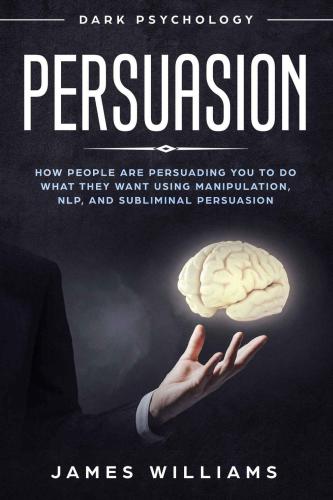 DARK PSYCHOLOGY
PERSUASION
HOW PEOPLE ARE PERSUADING YOU TO DO
WHAT THEY WANT USING MANIPULATION,
NLP, AND SUBLIMINAL PERSUASION
JAMES WILLIAMS